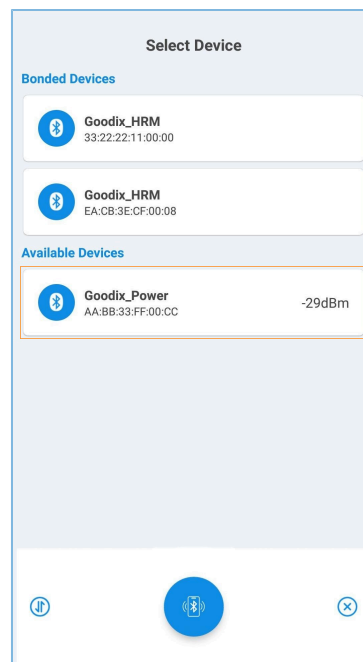 Select Device
Bonded Devices
Goodix_HRM
33:22:22:11:00:00
Goodix_HRM
EA:CB:3E:CF:00:08
Available Devices
Goodix_Power
-29dBm
AA:BB:33:FF:00:CC